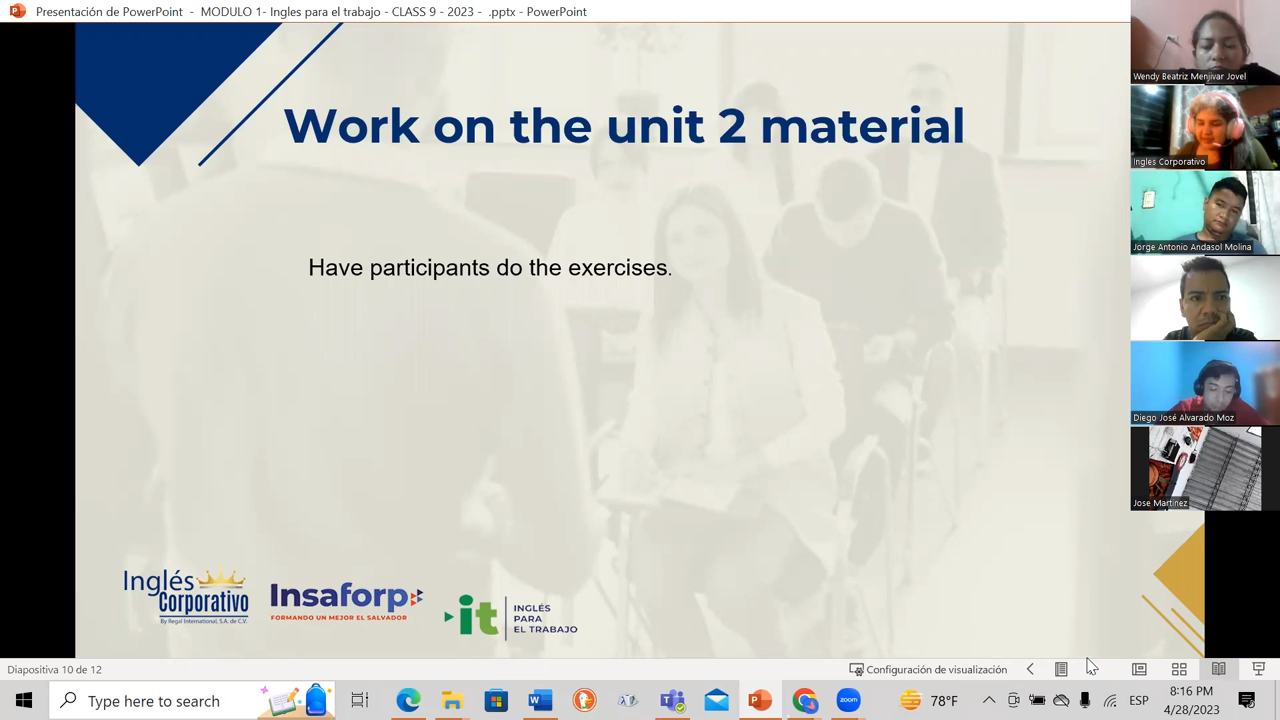 Presentación de PowerPoint - MODULO 1- Ingles para el trabajo - CLASS 9 - 2023 - .pptx - PowerPoint
Work on the unit 2 material
Have participants do the exercises.
Wendy Beatriz Menjivar Jovel
Ingles Corporativo
Jorge Antonio Andasol Molina
Diego José Alvarado Moz
Jose Martinez
Inglés
Corporativo
By Regal International, S.A. de C.V.
Insaforp
FORMANDO UN MEJOR EL SALVADOR
it
INGLÉS
PARA
EL TRABAJO
Diapositiva 10 de 12
Configuración de visualización
Type here to search
78°F
ESP
8:16 PM
4/28/2023